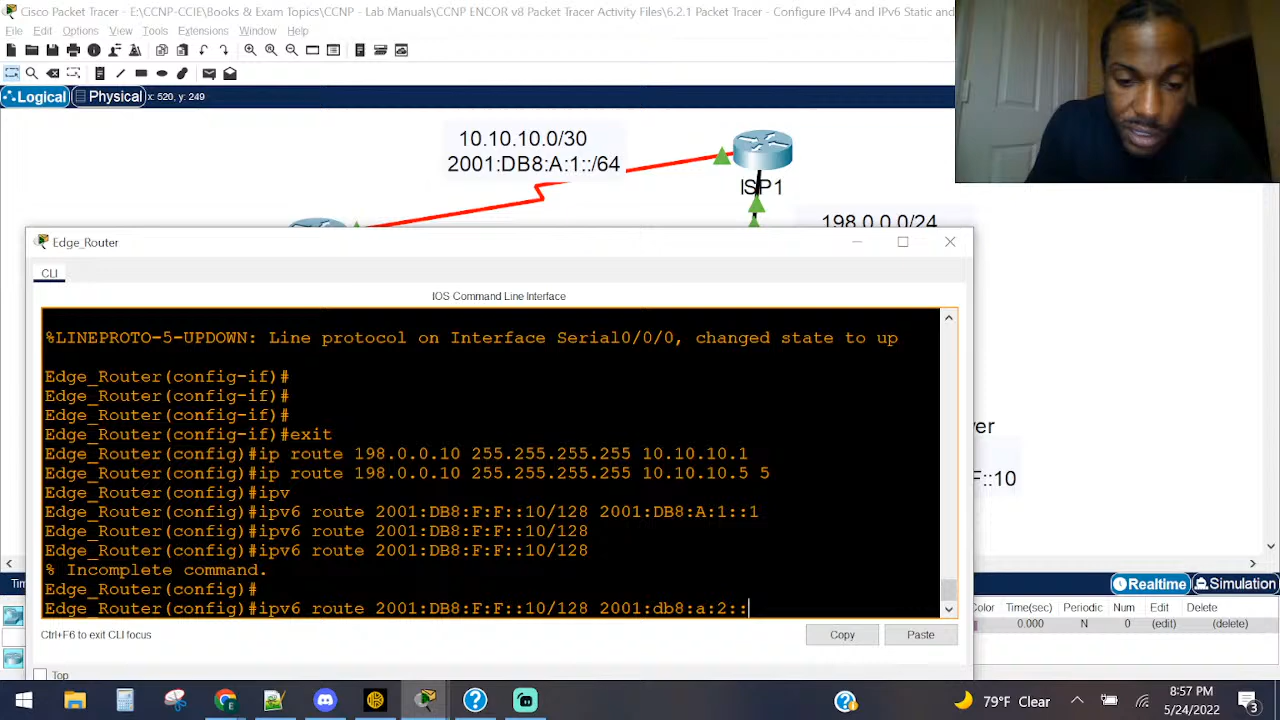 Cisco Packet Tracer - E:\CCNP-CCIE\Books & Exam Topics\CCNP - Lab Manuals\CCNP ENCOR v8 Packet Tracer Activity Files\6.2.1 Packet Tracer - Configure IPv4 and IPv6 Static and
File Edit Options View Tools Extensions Window Help
Logical Physical x: 520, y: 249
10.10.10.0/30
2001:DB8:A:1::/64
ISP1
198.0.0.0/24
Edge_Router
CLI
IOS Command Line Interface
%LINEPROTO-5-UPDOWN: Line protocol on Interface Serial0/0/0, changed state to up
Edge_Router(config-if)#
Edge_Router(config-if)#
Edge_Router(config-if)#
Edge_Router(config-if)#exit
Edge_Router(config)#ip route 198.0.0.10 255.255.255.255 10.10.10.1
Edge_Router(config)#ip route 198.0.0.10 255.255.255.255 10.10.10.5 5
Edge_Router(config)#ipv
Edge_Router(config)#ipv6 route 2001:DB8:F:F::10/128 2001:DB8:A:1::1
Edge_Router(config)#ipv6 route 2001:DB8:F:F::10/128
Edge_Router(config)#ipv6 route 2001:DB8:F:F::10/128
% Incomplete command.
Edge_Router(config)#
Edge_Router(config)#ipv6 route 2001:DB8:F:F::10/128 2001:db8:a:2::
ver
F::10
Ctrl+F6 to exit CLI focus
Copy Paste
Top
Tim
Realtime Simulation
Color Time(sec) Periodic Num Edit Delete
0.000 N 0 (edit) (delete)
79°F Clear
8:57 PM
5/24/2022
3